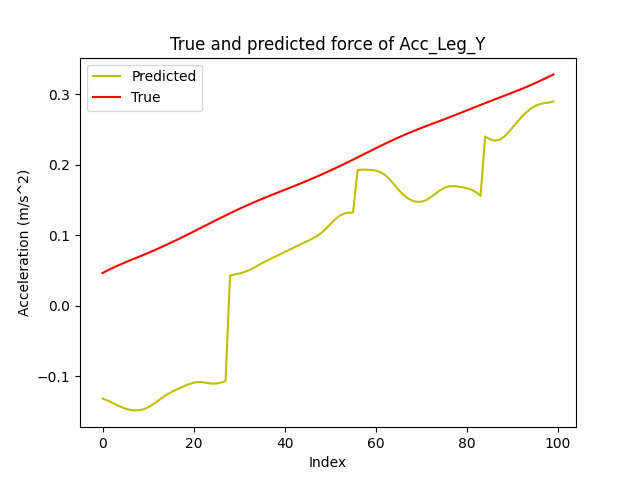 True and predicted force of Acc_Leg_Y
Predicted
True
Acceleration (m/s^2)
0.3
0.2
0.1
0.0
−0.1
0 20 40 60 80 100
Index